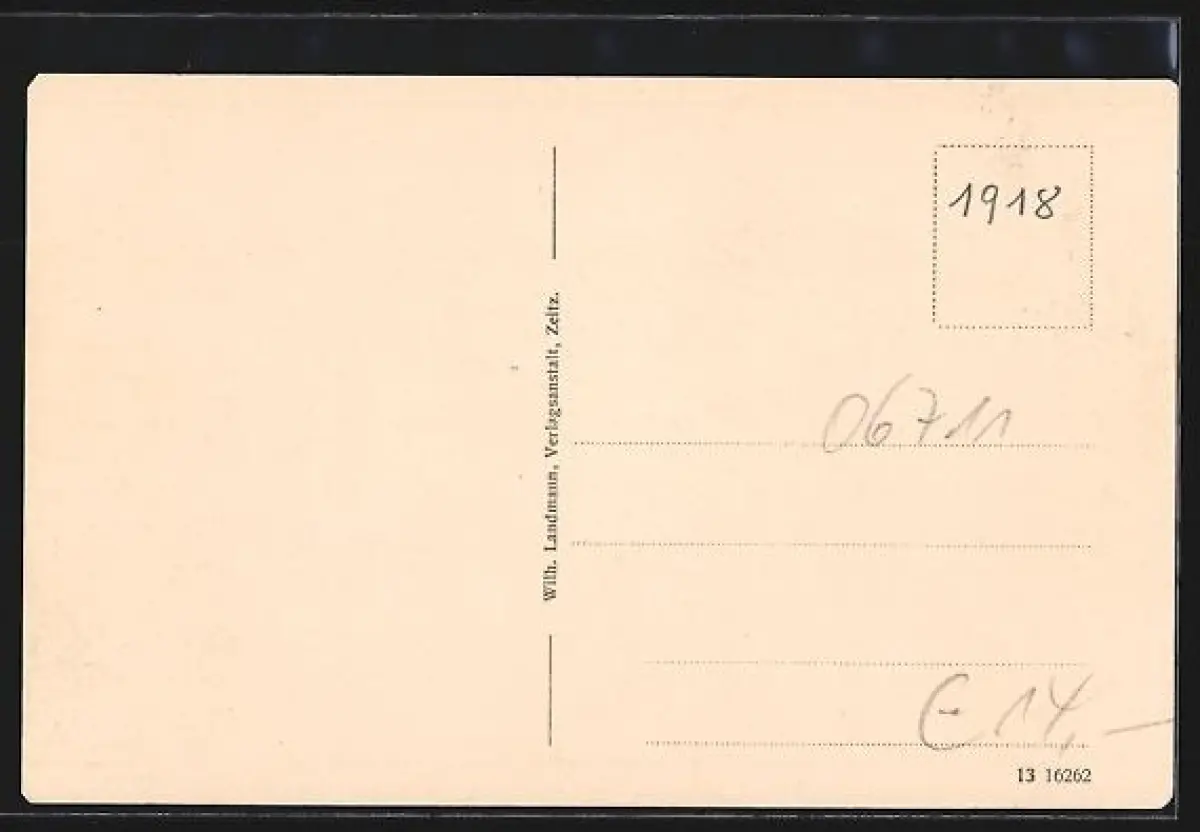 1918
Wilh. Landmann, Verlagsanstalt, Zeitz.
06711
€ 14,-
13 16262